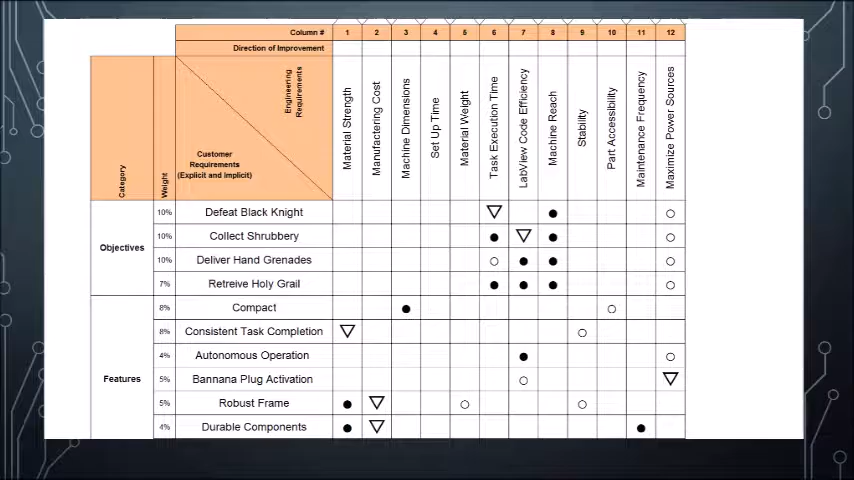 Column # 1 2 3 4 5 6 7 8 9 10 11 12
Direction of Improvement
Category
Weight
Engineering
Requirements
Customer
Requirements
(Explicit and Implicit)
Material Strength
Manufactering Cost
Machine Dimensions
Set Up Time
Material Weight
Task Execution TIme
LabView Code Efficiency
Machine Reach
Stability
Part Accessibility
Maintenance Frequency
Maximize Power Sources
Objectives
10% Defeat Black Knight
10% Collect Shrubbery
10% Deliver Hand Grenades
7% Retreive Holy Grail
Features
8% Compact
8% Consistent Task Completion
4% Autonomous Operation
5% Bannana Plug Activation
5% Robust Frame
4% Durable Components